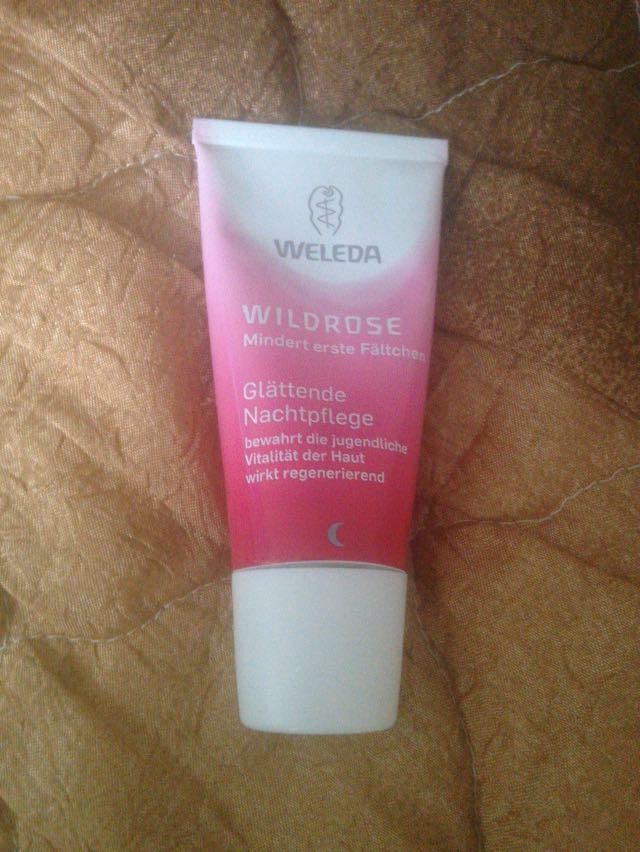 WELEDA
WILDROSE
Mindert erste Fältchen
Glättende
Nachtpflege
bewahrt die jugendliche
Vitalität der Haut
wirkt regenerierend